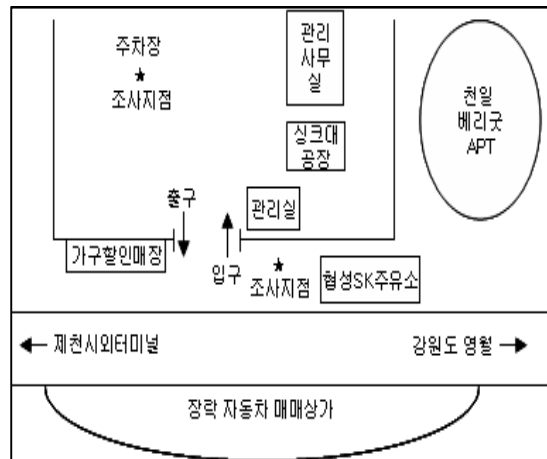 주차장
★
조사지점
관리
사무
실
천일
베리굿
APT
싱크대
공장
출구
관리실
가구할인매장
입구
★
조사지점
협성SK주유소
← 제천시외터미널
강원도 영월 →
장락 자동차 매매상가